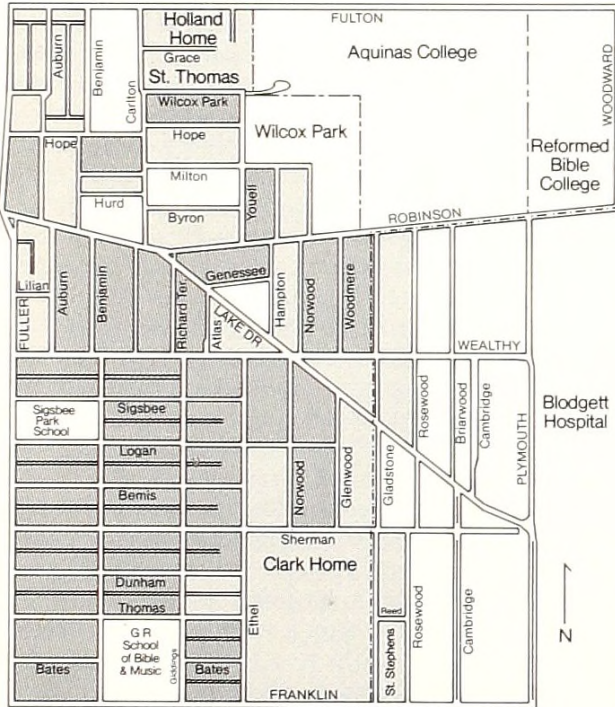 FULTON
Holland
Home
Grace
St. Thomas
Auburn
Benjamin
Carlton
Aquinas College
WOODWARD
Wilcox Park
Hope
Hope
Wilcox Park
Milton
Reformed
Bible
College
Hurd
Byron
Youell
ROBINSON
Lilian
FULLER
Auburn
Benjamin
Richard Ter.
Genessee
Atlas
LAKE DR
Hampton
Norwood
Woodmere
WEALTHY
Sigsbee
Park
School
Sigsbee
Logan
Bemis
Norwood
Glenwood
Gladstone
Rosewood
Briarwood
Cambridge
PLYMOUTH
Blodgett
Hospital
Sherman
Clark Home
Dunham
Thomas
Ethel
Reed
St. Stephens
Rosewood
Cambridge
N
G R
School
of Bible
& Music
Giddings
Bates
Bates
FRANKLIN